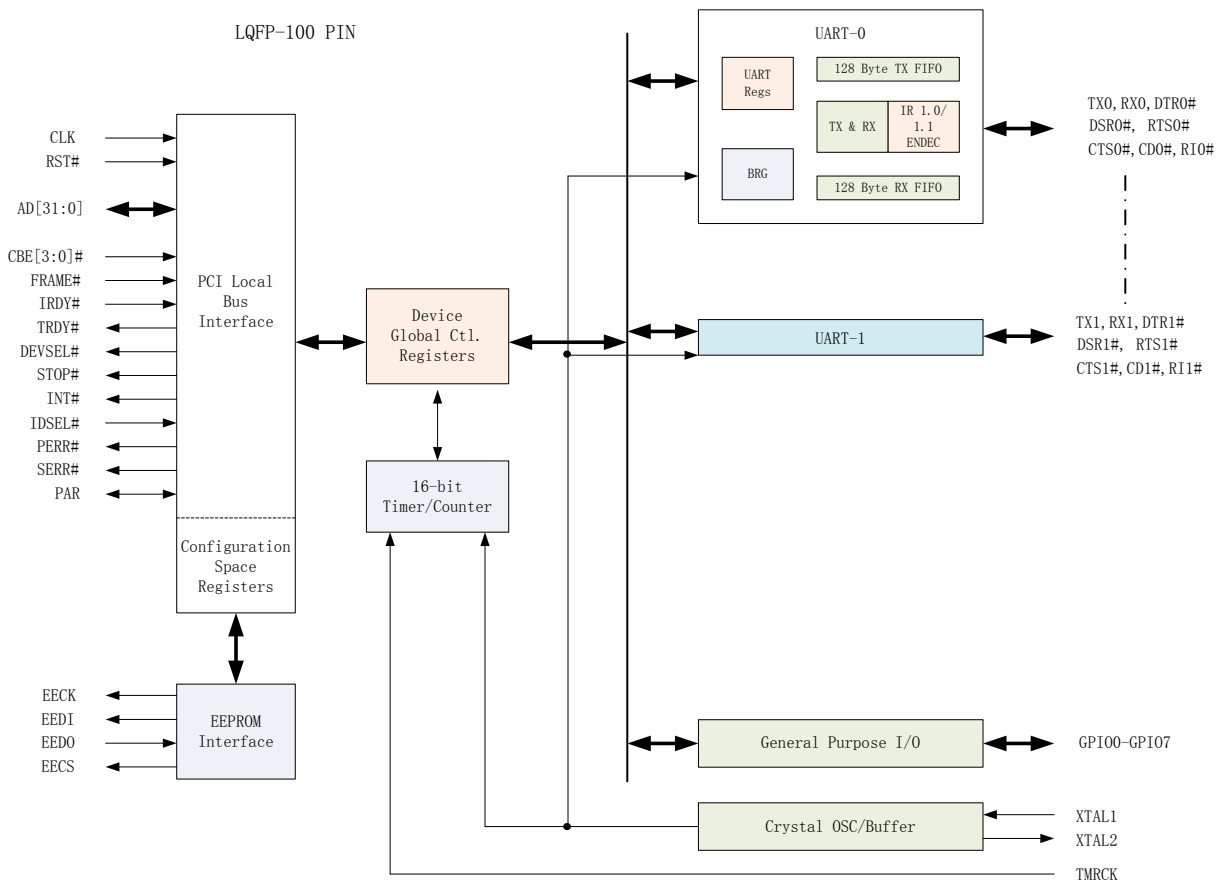 LQFP-100 PIN
CLK
RST#
AD[31:0]
CBE[3:0]#
FRAME#
IRDY#
TRDY#
DEVSEL#
STOP#
INT#
IDSEL#
PERR#
SERR#
PAR
PCI Local
Bus
Interface
Configuration
Space
Registers
EECK
EEDI
EEDO
EECS
EEPROM
Interface
Device
Global Ctl.
Registers
16-bit
Timer/Counter
UART-0
UART
Regs
BRG
128 Byte TX FIFO
TX & RX
IR 1.0/
1.1
ENDEC
128 Byte RX FIFO
TX0,RX0,DTR0#
DSR0#, RTS0#
CTS0#,CD0#,RI0#
UART-1
TX1,RX1,DTR1#
DSR1#, RTS1#
CTS1#,CD1#,RI1#
General Purpose I/O
GPIO0-GPIO7
Crystal OSC/Buffer
XTAL1
XTAL2
TMRCK